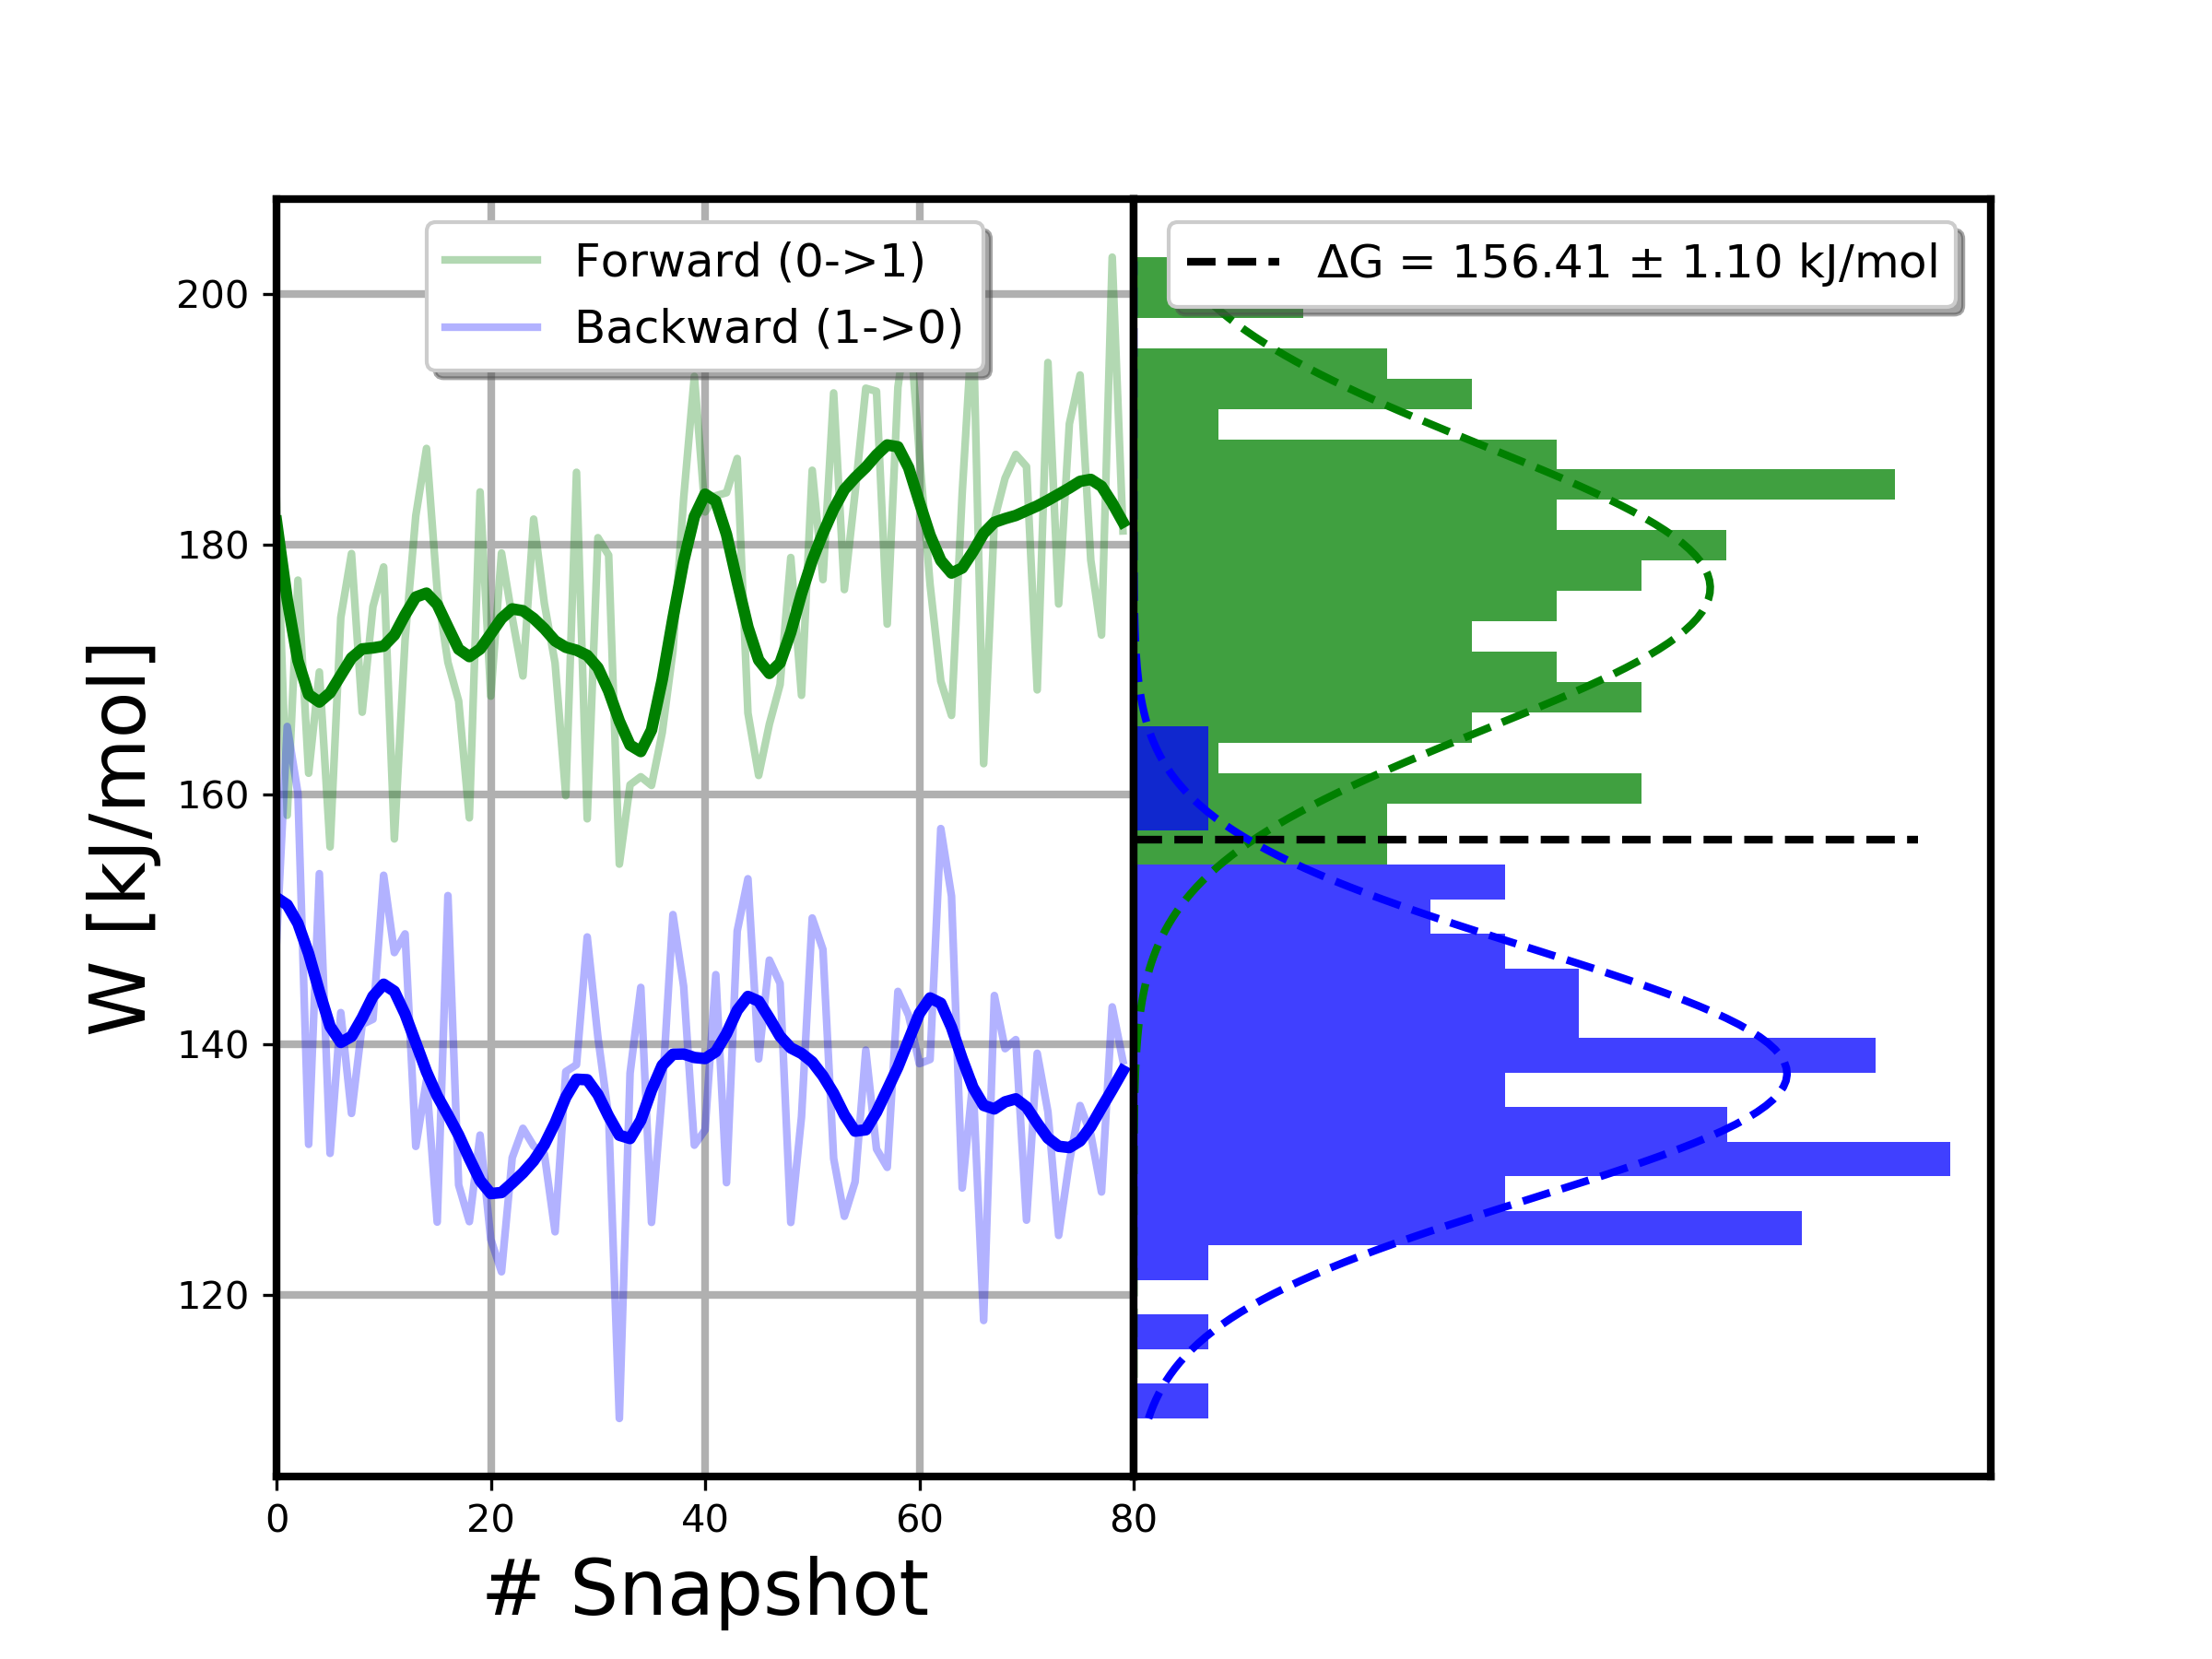 Forward (0->1)
Backward (1->0)
ΔG = 156.41 ± 1.10 kJ/mol
W [kJ/mol]
200
180
160
140
120
0 20 40 60 80
# Snapshot